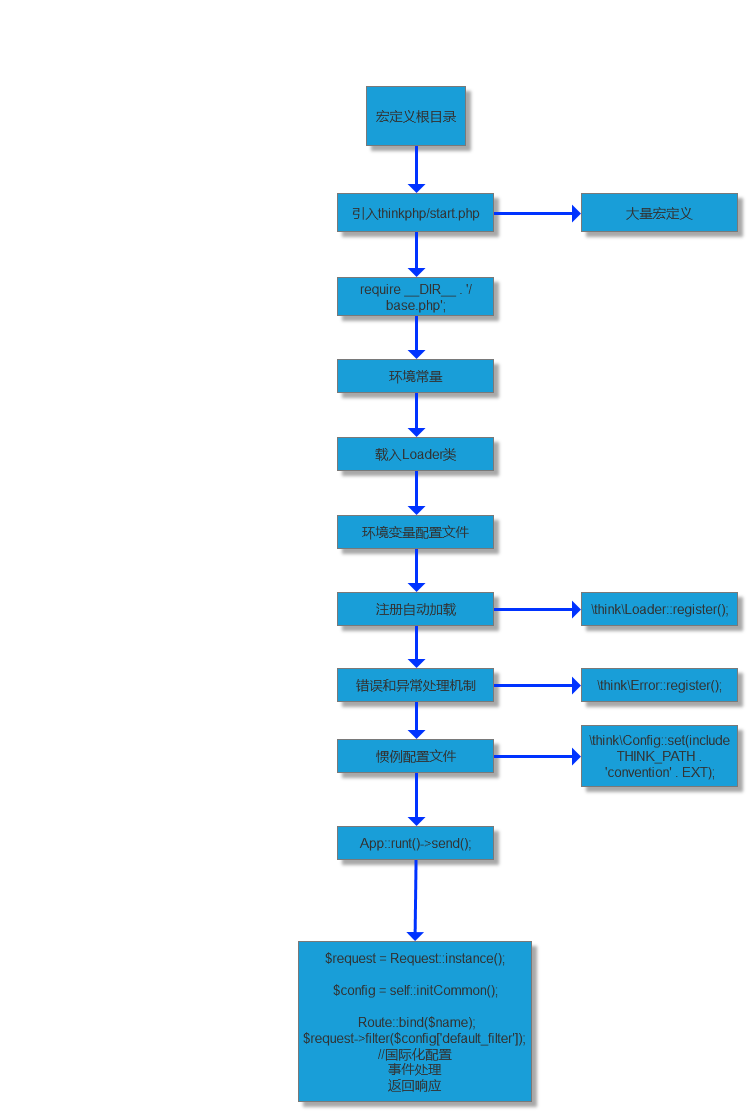 宏定义根目录
引入thinkphp/start.php
大量宏定义
require __DIR__ . '/
base.php';
环境常量
载入Loader类
环境变量配置文件
注册自动加载
\think\Loader::register();
错误和异常处理机制
\think\Error::register();
惯例配置文件
\think\Config::set(include
THINK_PATH .
'convention' . EXT);
App::runt()->send();
$request = Request::instance();
$config = self::initCommon();
Route::bind($name);
$request->filter($config['default_filter']);
//国际化配置
事件处理
返回响应